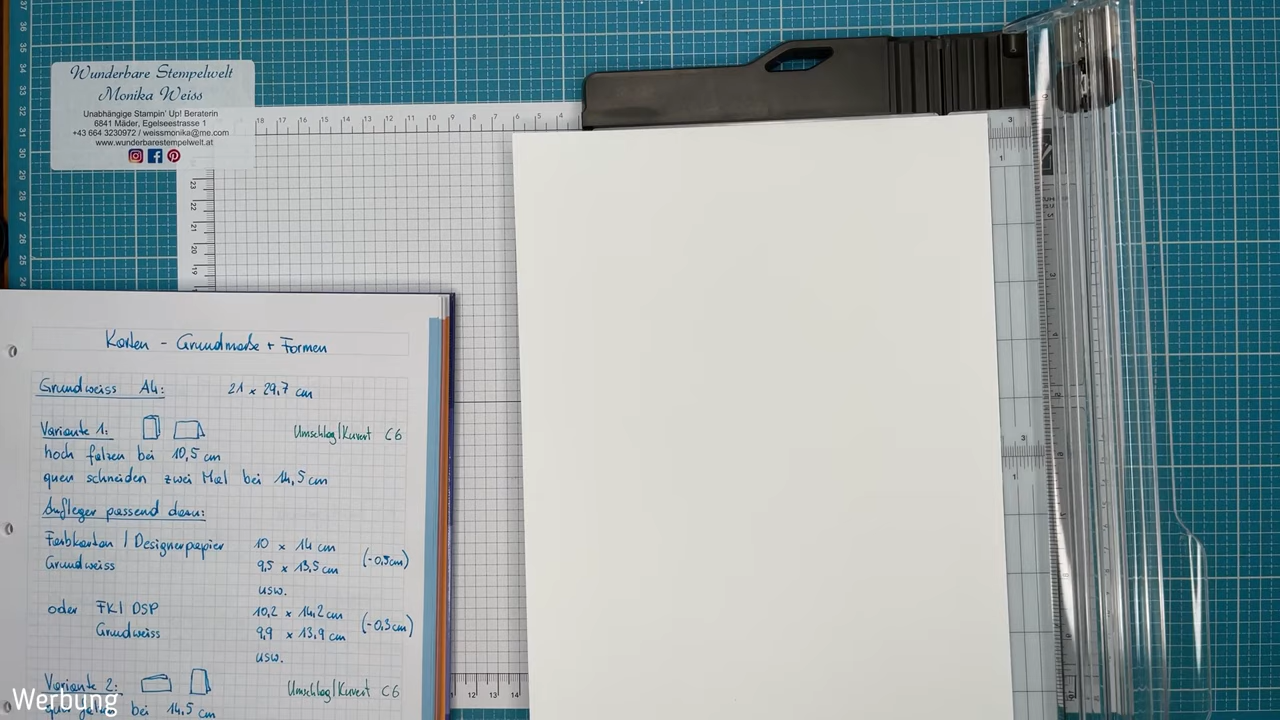 Wunderbare Stempelwelt
Monika Weiss
Unabhängige Stampin' Up! Beraterin
6841 Mäder, Egelseestrasse 1
+43 664 3230972 / weissmonika@me.com
www.wunderbarestempelwelt.at
Karten - Grundmaße + Formen
Grundweiss A4: 21 x 29,7 cm
Variante 1: Umschlag/Kuvert C6
hoch falzen bei 10,5 cm
quer schneiden zwei Mal bei 14,5 cm
Aufleger passend dazu:
Farbkarton / Designerpapier 10 x 14 cm (-0,5cm)
Grundweiss 9,5 x 13,5 cm
usw.
oder FK/ DSP 10,2 x 14,2 cm (-0,3cm)
Grundweiss 9,9 x 13,9 cm
usw.
Variante 2: Umschlag/Kuvert C6
quer falzen bei 14,5 cm
Werbung